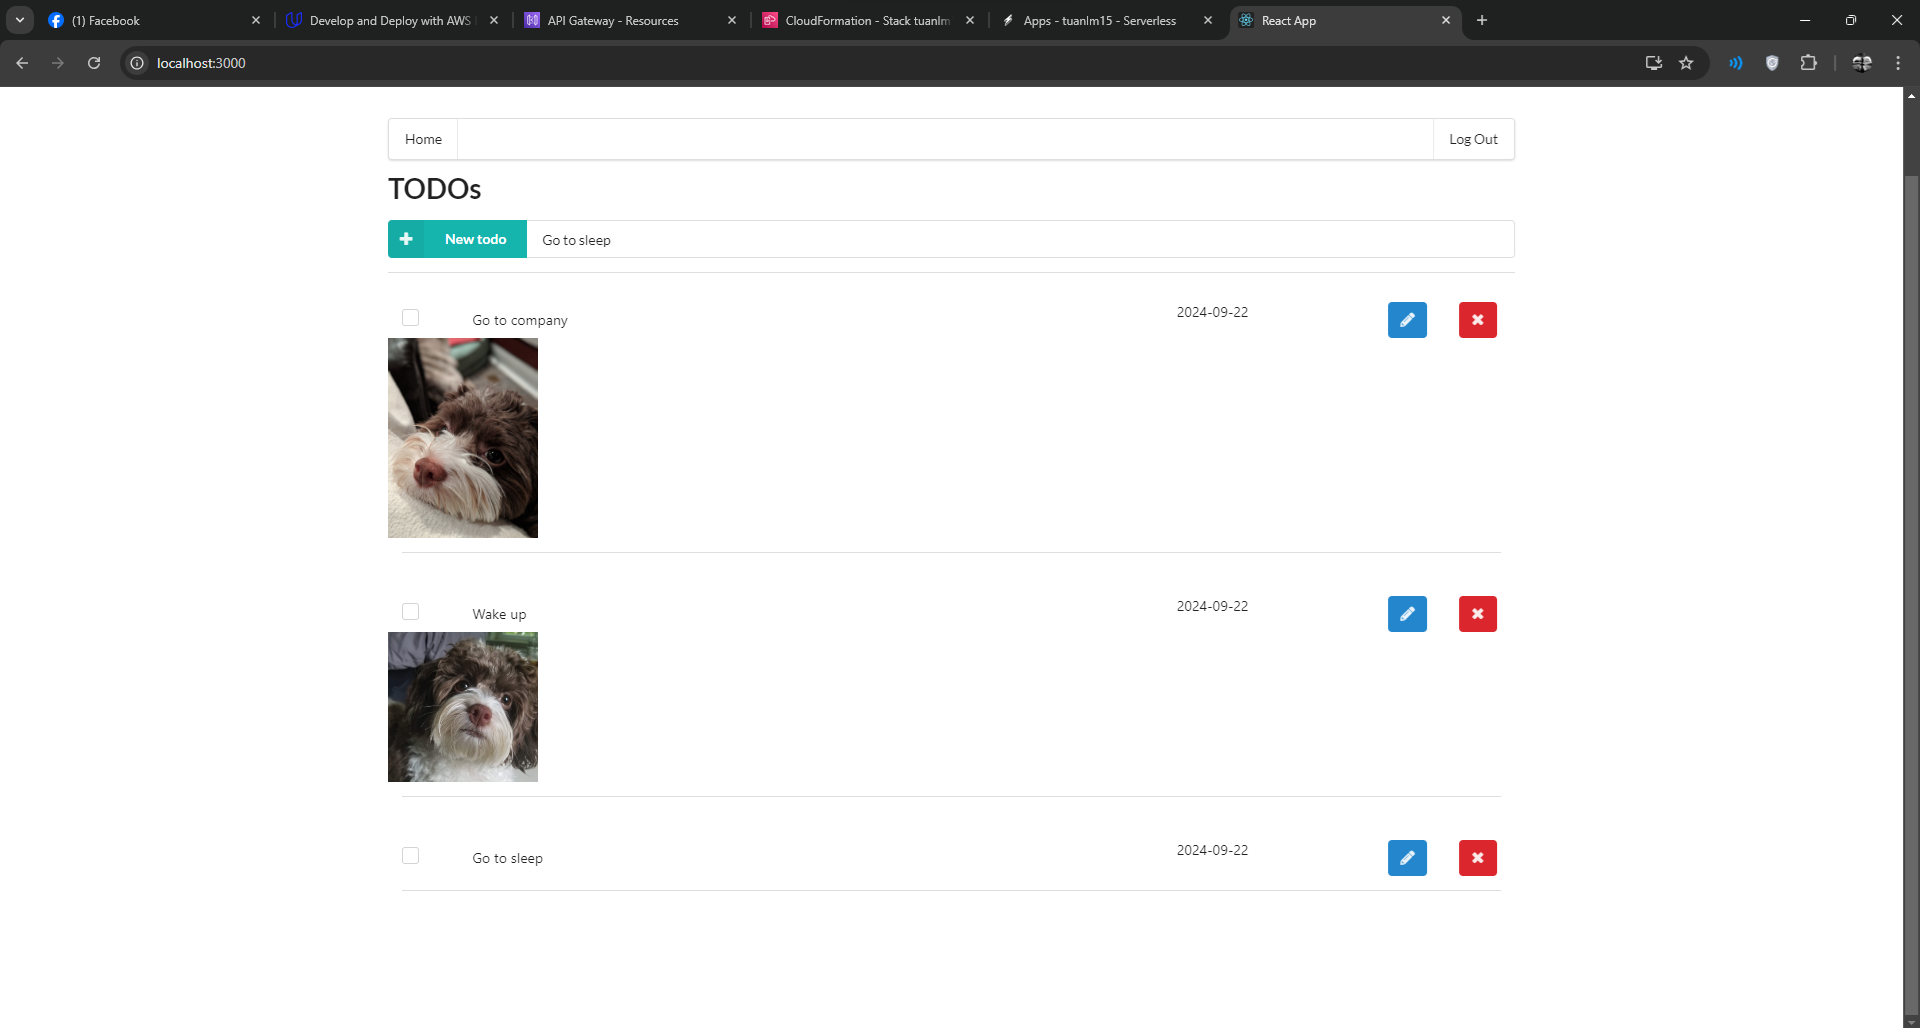 (1) Facebook
Develop and Deploy with AWS
API Gateway - Resources
CloudFormation - Stack tuanlm
Apps - tuanlm15 - Serverless
React App
localhost:3000
Home
Log Out
TODOs
New todo
Go to sleep
Go to company
2024-09-22
Wake up
2024-09-22
Go to sleep
2024-09-22